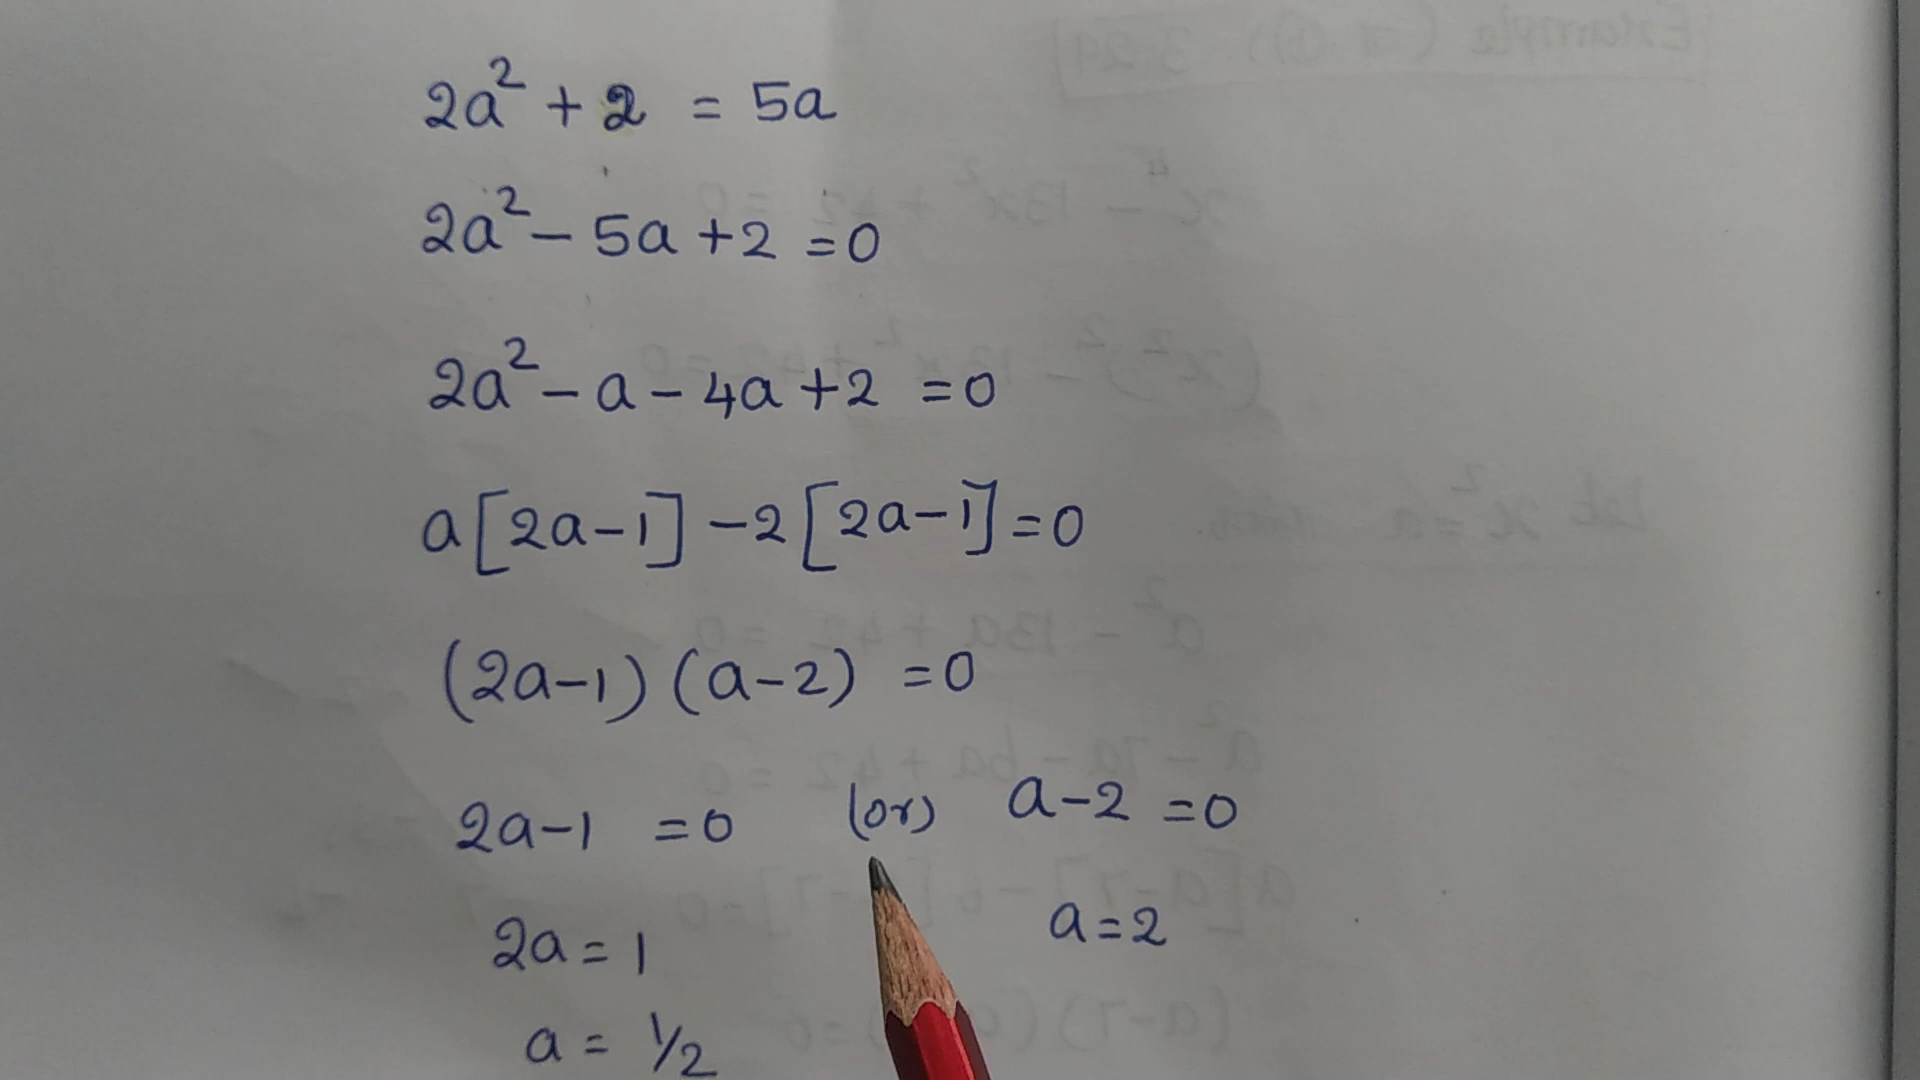 2a² + 2 = 5a
2a² - 5a + 2 = 0
2a² - a - 4a + 2 = 0
a[2a-1] -2[2a-1] = 0
(2a-1) (a-2) = 0
2a-1 = 0 (or) a-2 = 0
2a = 1 a = 2
a = 1/2